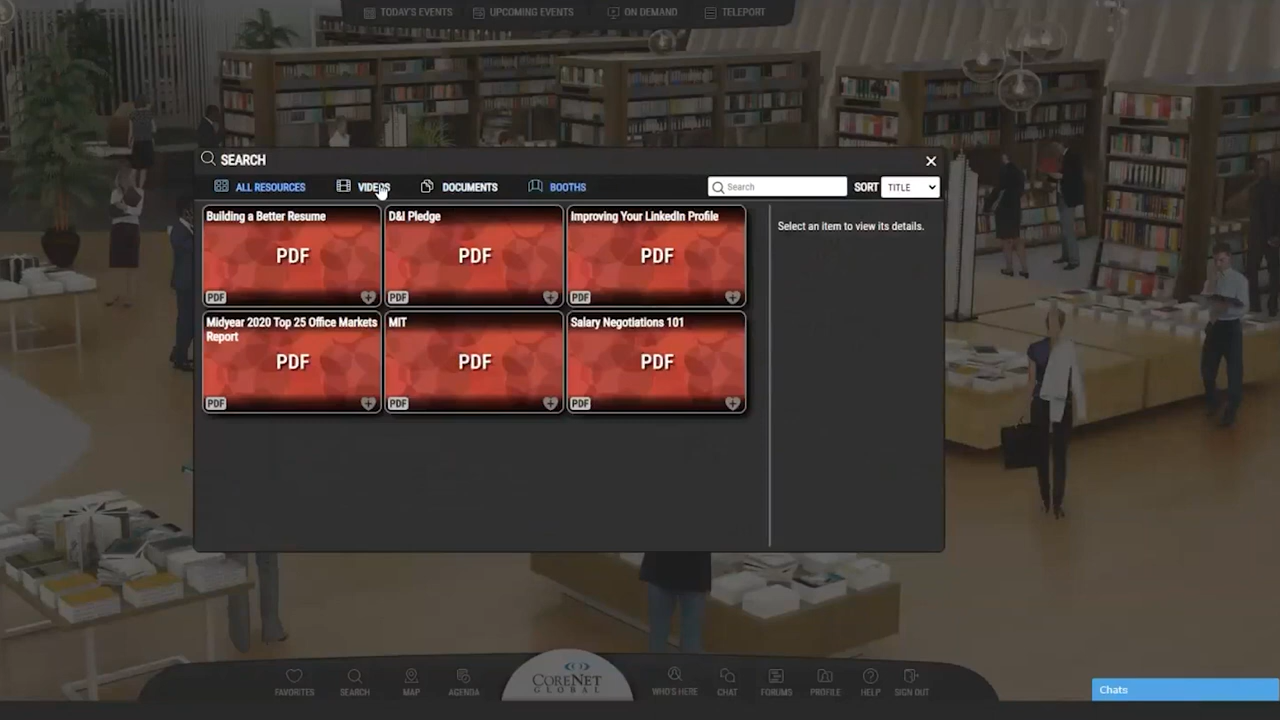 TODAY'S EVENTS UPCOMING EVENTS ON DEMAND TELEPORT
SEARCH
ALL RESOURCES VIDEOS DOCUMENTS BOOTHS Search SORT TITLE
Building a Better Resume
PDF
PDF
D&I Pledge
PDF
PDF
Improving Your LinkedIn Profile
PDF
PDF
Select an item to view its details.
Midyear 2020 Top 25 Office Markets
Report
PDF
PDF
MIT
PDF
PDF
Salary Negotiations 101
PDF
PDF
FAVORITES SEARCH MAP AGENDA
CORENET
GLOBAL
WHO'S HERE CHAT FORUMS PROFILE HELP SIGN OUT
Chats